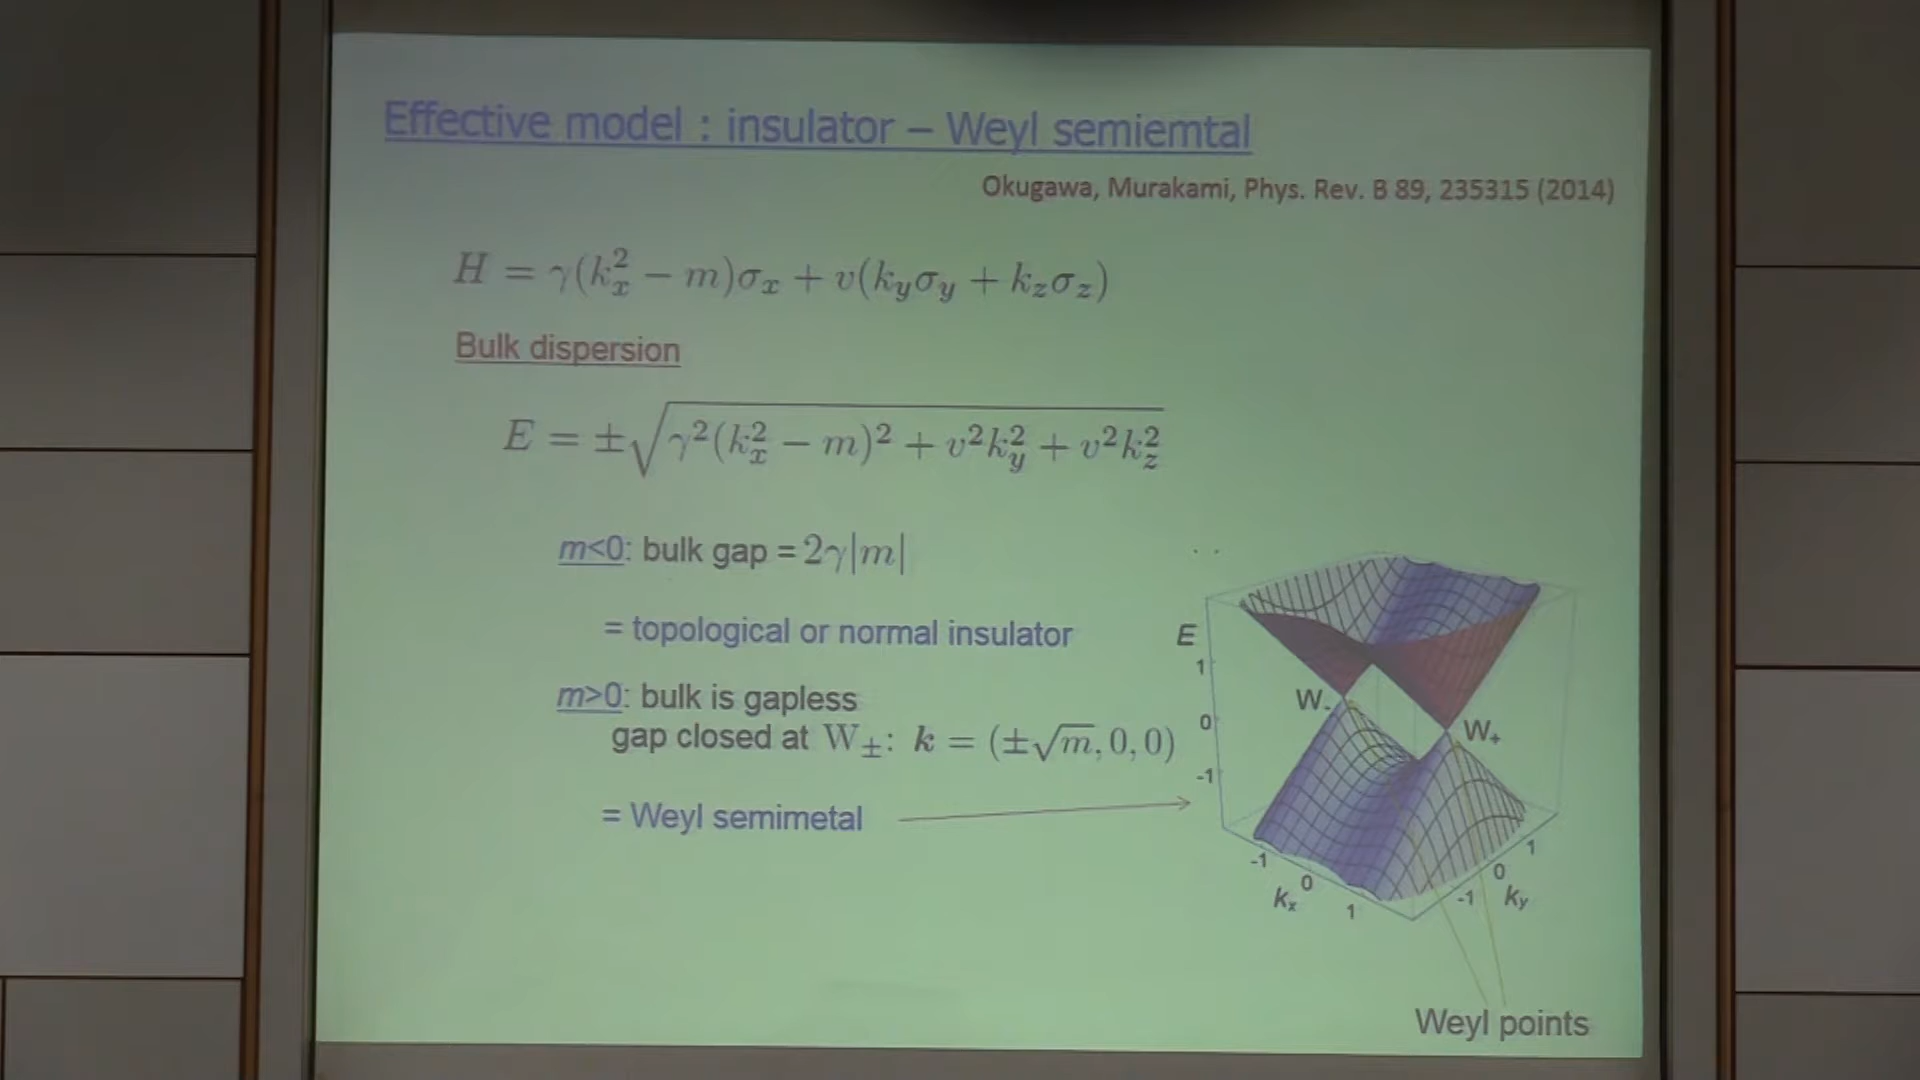 Effective model : insulator – Weyl semiemtal
Okugawa, Murakami, Phys. Rev. B 89, 235315 (2014)
H = γ(k_x^2 − m)σ_x + v(k_yσ_y + k_zσ_z)
Bulk dispersion
E = ±√(γ^2(k_x^2 − m)^2 + v^2k_y^2 + v^2k_z^2)
m<0: bulk gap = 2γ|m|
= topological or normal insulator
m>0: bulk is gapless
gap closed at W_±: k = (±√m, 0, 0)
= Weyl semimetal
E
1
0
-1
W_-
W_+
-1
0
1
k_x
-1
0
1
k_y
Weyl points